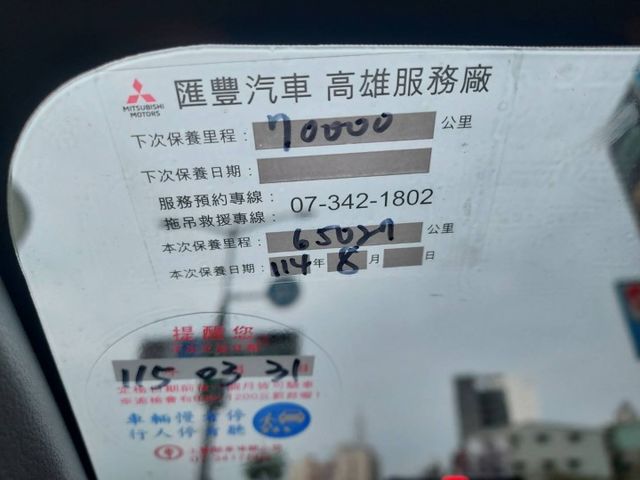 MITSUBISHI
MOTORS
匯豐汽車 高雄服務廠
下次保養里程: 70000 公里
下次保養日期:
服務預約專線:
拖吊救援專線: 07-342-1802
本次保養里程: 65027 公里
本次保養日期: 114 年 8 月 日
提醒您
115 03 31
車輛慢看停
行人停看聽